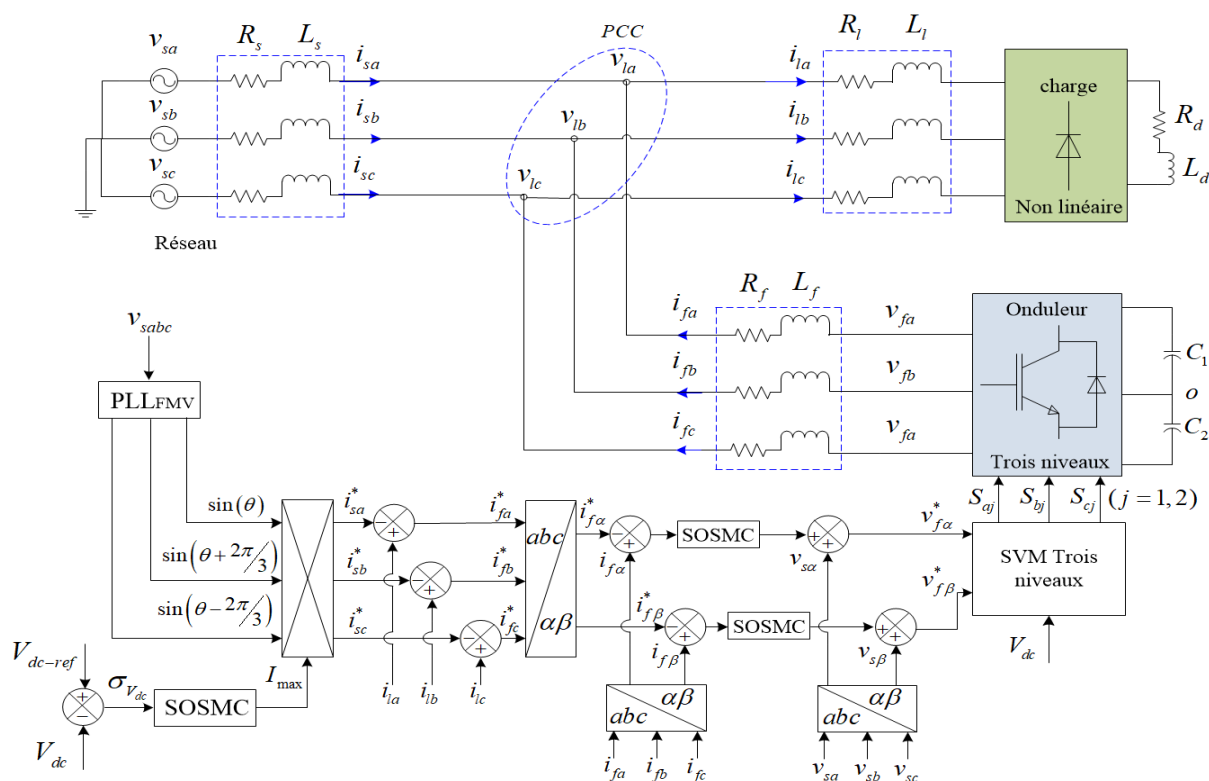 v_sa
R_s
L_s
i_sa
PCC
v_la
i_la
R_l
L_l
charge
v_sb
i_sb
v_lb
i_lb
R_d
v_sc
i_sc
v_lc
i_lc
L_d
Non linéaire
Réseau
R_f
L_f
i_fa
v_fa
Onduleur
C_1
v_sabc
i_fb
v_fb
o
PLL_FMV
i_fc
v_fa
C_2
Trois niveaux
S_aj
S_bj
S_cj
(j = 1, 2)
sin(θ)
i*_sa
i*_fa
abc
i*_fα
SOSMC
v*_fα
i_fα
v_sα
SVM Trois
niveaux
sin(θ + 2π/3)
i*_sb
i*_fb
v*_fβ
sin(θ − 2π/3)
i*_sc
i*_fc
αβ
i*_fβ
SOSMC
i_fβ
v_sβ
V_dc
V_dc−ref
I_max
σ_Vdc
SOSMC
i_la
i_lb
i_lc
αβ
abc
αβ
abc
V_dc
i_fa
i_fb
i_fc
v_sa
v_sb
v_sc